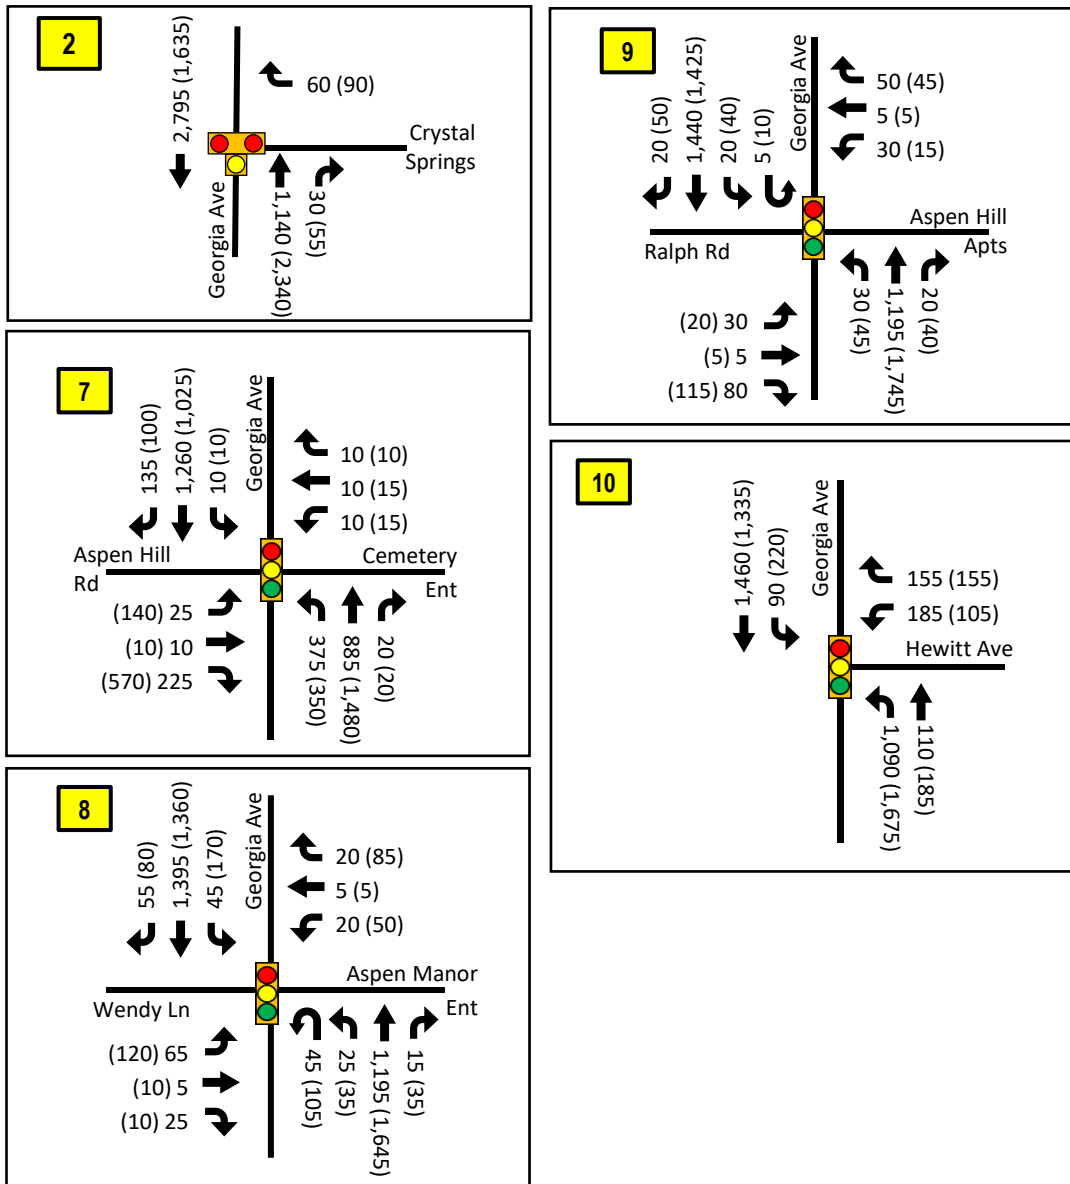 2
2,795 (1,635)
60 (90)
Crystal
Springs
Georgia Ave
1,140 (2,340)
30 (55)
7
135 (100)
1,260 (1,025)
10 (10)
Georgia Ave
10 (10)
10 (15)
10 (15)
Aspen Hill
Rd
Cemetery
Ent
(140) 25
(10) 10
(570) 225
375 (350)
885 (1,480)
20 (20)
8
55 (80)
1,395 (1,360)
45 (170)
Georgia Ave
20 (85)
5 (5)
20 (50)
Wendy Ln
Aspen Manor
Ent
(120) 65
(10) 5
(10) 25
45 (105)
25 (35)
1,195 (1,645)
15 (35)
9
20 (50)
1,440 (1,425)
20 (40)
5 (10)
Georgia Ave
50 (45)
5 (5)
30 (15)
Ralph Rd
Aspen Hill
Apts
(20) 30
(5) 5
(115) 80
30 (45)
1,195 (1,745)
20 (40)
10
1,460 (1,335)
90 (220)
Georgia Ave
155 (155)
185 (105)
Hewitt Ave
1,090 (1,675)
110 (185)